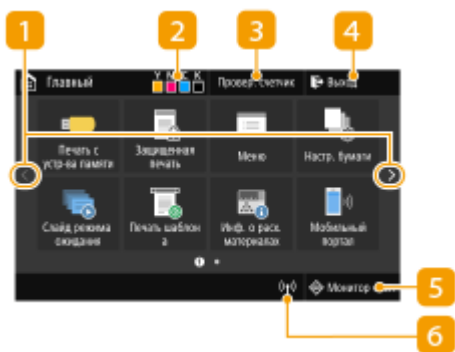 1
2
3
4
Главный
Y M C K
Провер. счетчик
Выход
Печать с
устр-ва памяти
Защищенная
печать
Меню
Настр. бумаги
Слайд режима
ожидания
Печать шаблон
а
Инф. о расх.
материалах
Мобильный
портал
Монитор
5
6